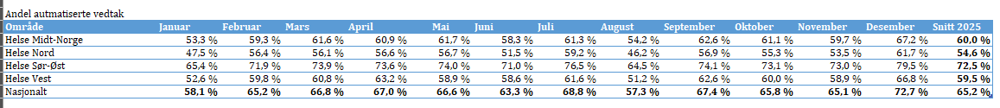 Andel autmatiserte vedtak
Område Januar Februar Mars April Mai Juni Juli August September Oktober November Desember Snitt 2025
Helse Midt-Norge 53,3 % 59,3 % 61,6 % 60,9 % 61,7 % 58,3 % 61,3 % 54,2 % 62,6 % 61,1 % 59,7 % 67,2 % 60,0 %
Helse Nord 47,5 % 56,4 % 56,1 % 56,6 % 56,7 % 51,5 % 59,2 % 46,2 % 56,9 % 55,3 % 53,5 % 61,7 % 54,6 %
Helse Sør-Øst 65,4 % 71,9 % 73,9 % 73,6 % 74,0 % 71,0 % 76,5 % 64,5 % 74,1 % 73,1 % 73,0 % 79,5 % 72,5 %
Helse Vest 52,6 % 59,8 % 60,8 % 63,2 % 58,9 % 58,6 % 61,6 % 51,2 % 62,6 % 60,0 % 58,9 % 66,8 % 59,5 %
Nasjonalt 58,1 % 65,2 % 66,8 % 67,0 % 66,6 % 63,3 % 68,8 % 57,3 % 67,4 % 65,8 % 65,1 % 72,7 % 65,2 %